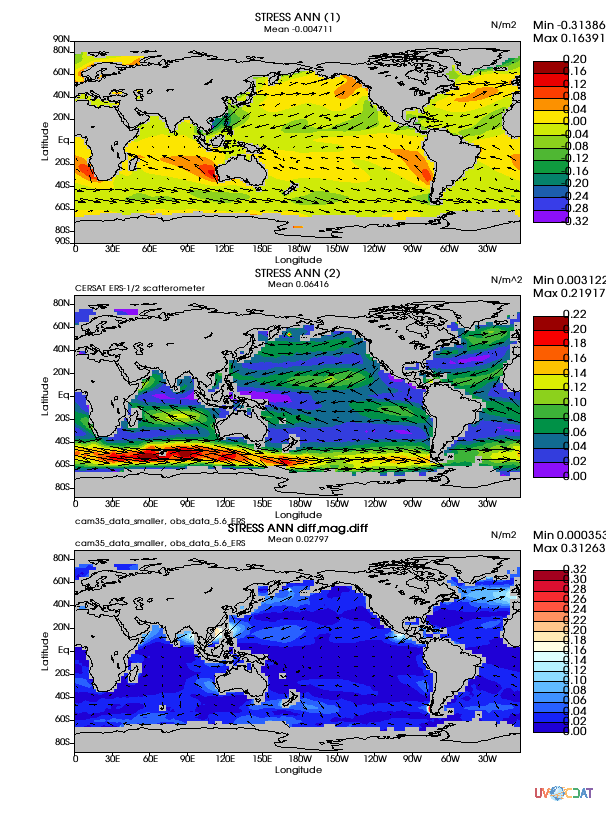 STRESS ANN (1)
Mean -0.004711
N/m2
Min -0.31386
Max 0.16391
90N
80N
60N
40N
20N
Eq
20S
40S
60S
80S
90S
Latitude
0 30E 60E 90E 120E 150E 180E 150W 120W 90W 60W 30W
Longitude
0.20
0.16
0.12
0.08
0.04
0.00
-0.04
-0.08
-0.12
-0.16
-0.20
-0.24
-0.28
-0.32
STRESS ANN (2)
CERSAT ERS-1/2 scatterometer
Mean 0.06416
N/m^2
Min 0.003122
Max 0.21917
80N
60N
40N
20N
Eq
20S
40S
60S
80S
Latitude
0 30E 60E 90E 120E 150E 180E 150W 120W 90W 60W 30W
Longitude
0.22
0.20
0.18
0.16
0.14
0.12
0.10
0.08
0.06
0.04
0.02
0.00
cam35_data_smaller, obs_data_5.6_ERS
STRESS ANN diff,mag.diff
cam35_data_smaller, obs_data_5.6_ERS
Mean 0.02797
N/m2
Min 0.000353
Max 0.31263
80N
60N
40N
20N
Eq
20S
40S
60S
80S
Latitude
0 30E 60E 90E 120E 150E 180E 150W 120W 90W 60W 30W
Longitude
0.32
0.30
0.28
0.26
0.24
0.22
0.20
0.18
0.16
0.14
0.12
0.10
0.08
0.06
0.04
0.02
0.00
UV CDAT